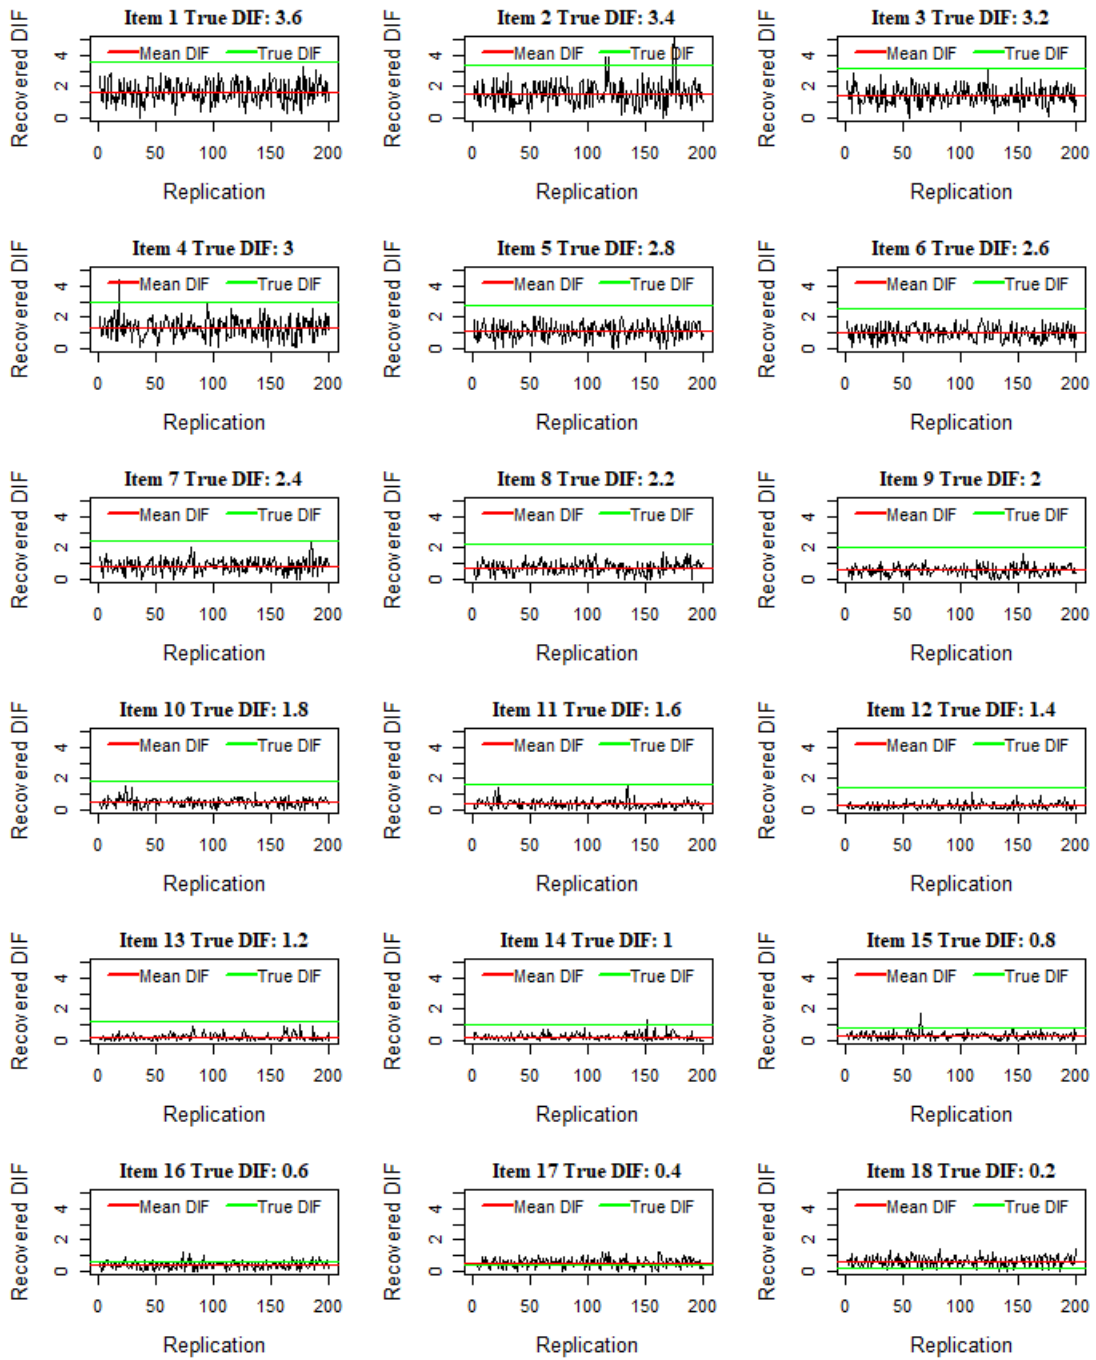 Item 1 True DIF: 3.6
Recovered DIF
Mean DIF True DIF
4
2
0
0 50 100 150 200
Replication
Item 2 True DIF: 3.4
Recovered DIF
Mean DIF True DIF
4
2
0
0 50 100 150 200
Replication
Item 3 True DIF: 3.2
Recovered DIF
Mean DIF True DIF
4
2
0
0 50 100 150 200
Replication
Item 4 True DIF: 3
Recovered DIF
Mean DIF True DIF
4
2
0
0 50 100 150 200
Replication
Item 5 True DIF: 2.8
Recovered DIF
Mean DIF True DIF
4
2
0
0 50 100 150 200
Replication
Item 6 True DIF: 2.6
Recovered DIF
Mean DIF True DIF
4
2
0
0 50 100 150 200
Replication
Item 7 True DIF: 2.4
Recovered DIF
Mean DIF True DIF
4
2
0
0 50 100 150 200
Replication
Item 8 True DIF: 2.2
Recovered DIF
Mean DIF True DIF
4
2
0
0 50 100 150 200
Replication
Item 9 True DIF: 2
Recovered DIF
Mean DIF True DIF
4
2
0
0 50 100 150 200
Replication
Item 10 True DIF: 1.8
Recovered DIF
Mean DIF True DIF
4
2
0
0 50 100 150 200
Replication
Item 11 True DIF: 1.6
Recovered DIF
Mean DIF True DIF
4
2
0
0 50 100 150 200
Replication
Item 12 True DIF: 1.4
Recovered DIF
Mean DIF True DIF
4
2
0
0 50 100 150 200
Replication
Item 13 True DIF: 1.2
Recovered DIF
Mean DIF True DIF
4
2
0
0 50 100 150 200
Replication
Item 14 True DIF: 1
Recovered DIF
Mean DIF True DIF
4
2
0
0 50 100 150 200
Replication
Item 15 True DIF: 0.8
Recovered DIF
Mean DIF True DIF
4
2
0
0 50 100 150 200
Replication
Item 16 True DIF: 0.6
Recovered DIF
Mean DIF True DIF
4
2
0
0 50 100 150 200
Replication
Item 17 True DIF: 0.4
Recovered DIF
Mean DIF True DIF
4
2
0
0 50 100 150 200
Replication
Item 18 True DIF: 0.2
Recovered DIF
Mean DIF True DIF
4
2
0
0 50 100 150 200
Replication